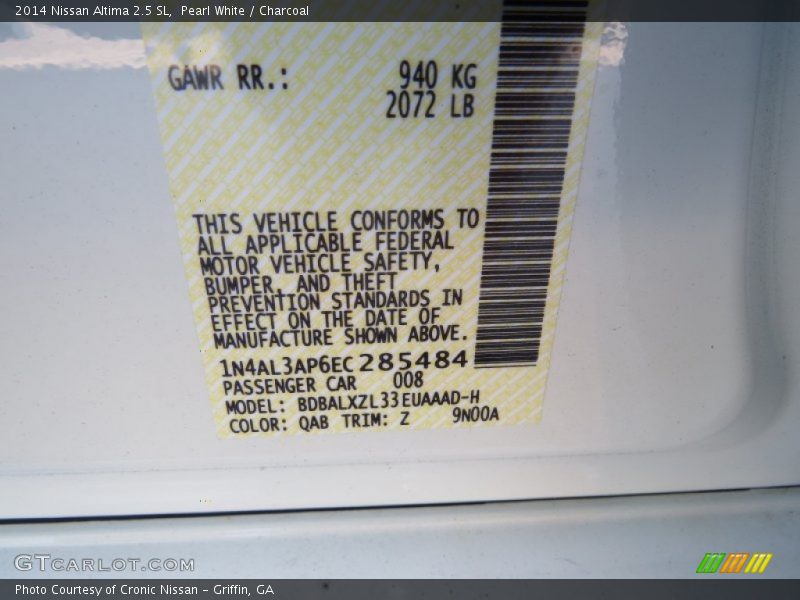 2014 Nissan Altima 2.5 SL,  Pearl White / Charcoal
GAWR RR.: 940 KG
2072 LB
THIS VEHICLE CONFORMS TO
ALL APPLICABLE FEDERAL
MOTOR VEHICLE SAFETY,
BUMPER, AND THEFT
PREVENTION STANDARDS IN
EFFECT ON THE DATE OF
MANUFACTURE SHOWN ABOVE.
1N4AL3AP6EC285484
PASSENGER CAR 008
MODEL: BDBALXZL33EUAAAD-H
COLOR: QAB TRIM: Z 9N00A
GTCARLOT.COM
Photo Courtesy of Cronic Nissan – Griffin, GA